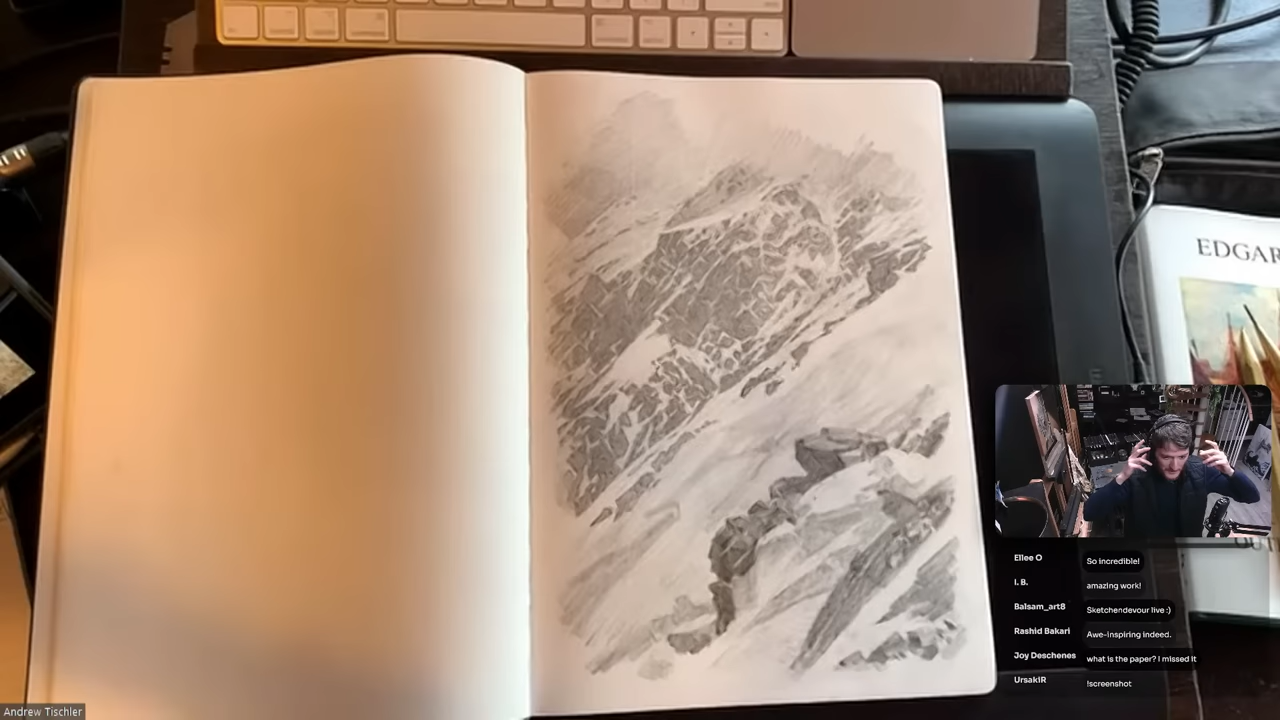 EDGAR
Ellee O
So incredible!
I. B.
amazing work!
Balsam_art8
Sketchendevour live :)
Rashid Bakari
Awe-inspiring indeed.
Joy Deschenes
what is the paper? I missed it
UrsakiR
!screenshot
Andrew Tischler